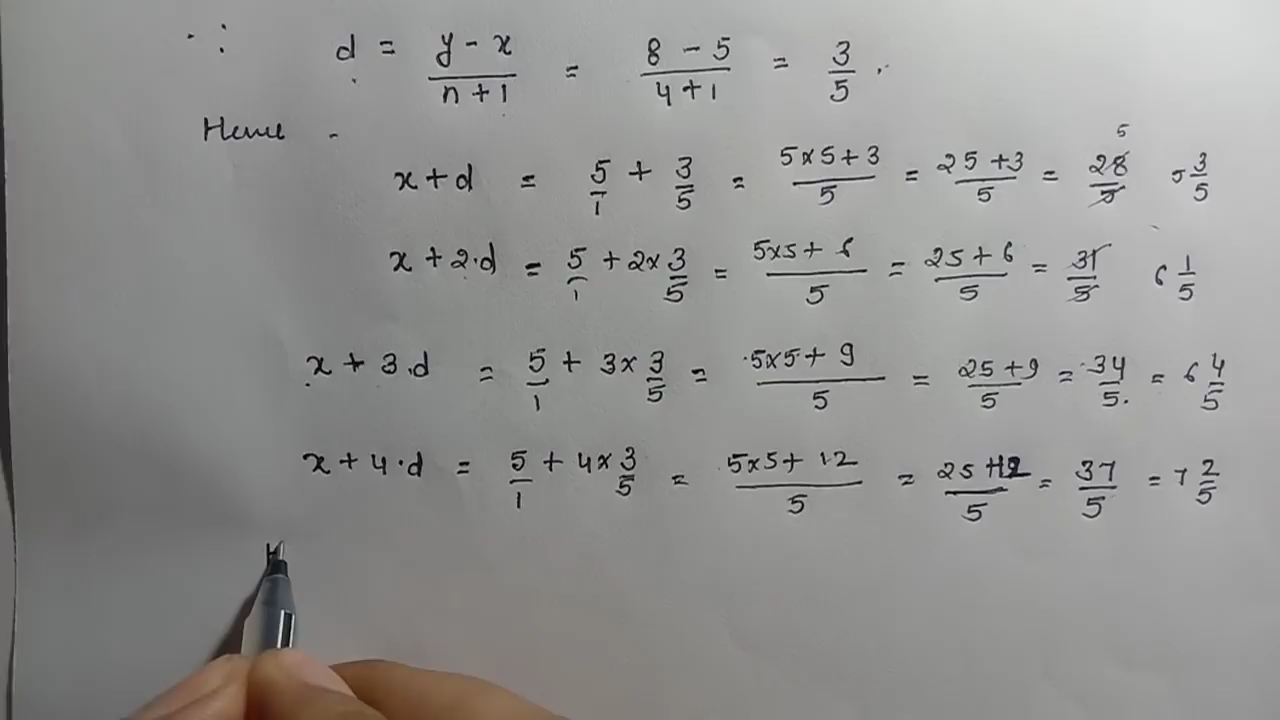 ∵ d = y - x / n + 1 = 8 - 5 / 4 + 1 = 3/5 .
Hence -
x + d = 5/1 + 3/5 = 5×5+3 / 5 = 25 +3 / 5 = 28/5 5 3/5
x + 2·d = 5/1 + 2× 3/5 = 5×5+ 6 / 5 = 25 + 6 / 5 = 31/5 6 1/5
x + 3·d = 5/1 + 3× 3/5 = 5×5+ 9 / 5 = 25 +9 / 5 = 34/5 = 6 4/5
x + 4·d = 5/1 + 4× 3/5 = 5×5+ 12 / 5 = 25 +12 / 5 = 37/5 = 7 2/5